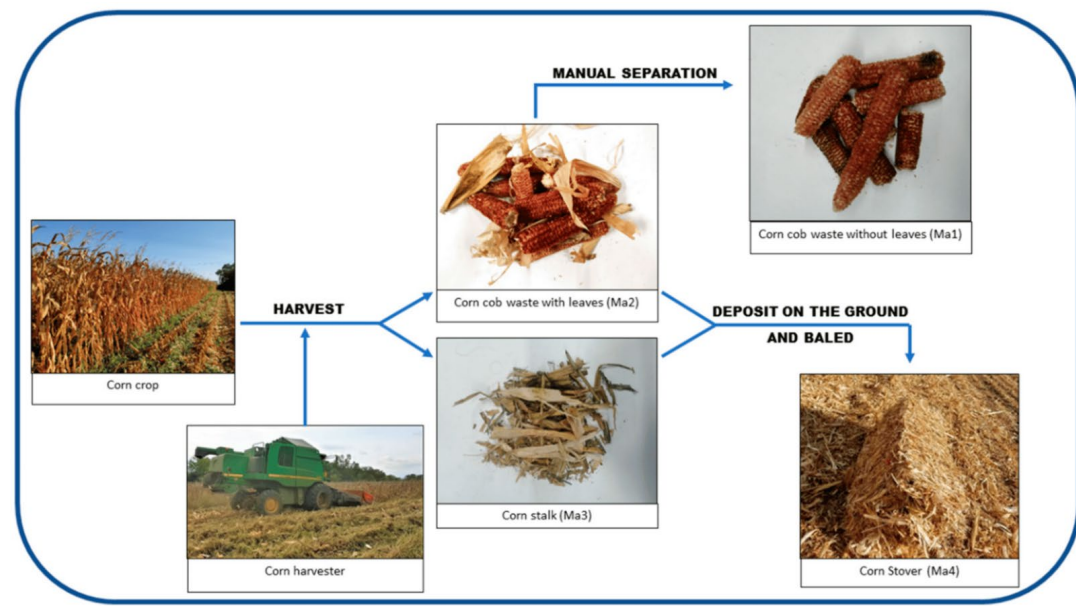 MANUAL SEPARATION
Corn cob waste without leaves (Ma1)
Corn cob waste with leaves (Ma2)
HARVEST
Corn crop
DEPOSIT ON THE GROUND
AND BALED
Corn stalk (Ma3)
Corn harvester
Corn Stover (Ma4)